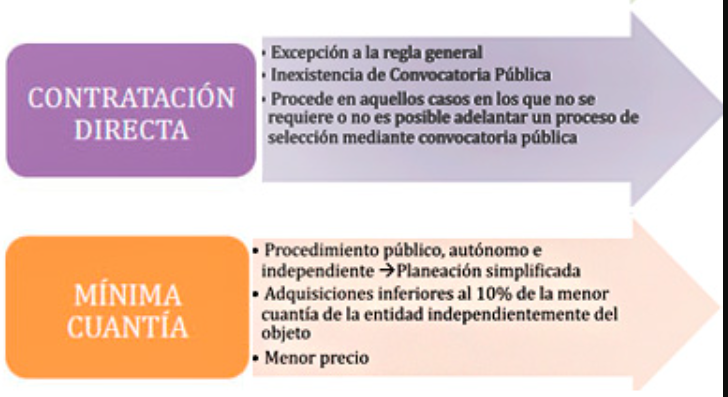 CONTRATACIÓN
DIRECTA
• Excepción a la regla general
• Inexistencia de Convocatoria Pública
• Procede en aquellos casos en los que no se
requiere o no es posible adelantar un proceso de
selección mediante convocatoria pública
MÍNIMA
CUANTÍA
• Procedimiento público, autónomo e
independiente →Planeación simplificada
• Adquisiciones inferiores al 10% de la menor
cuantía de la entidad independientemente del
objeto
• Menor precio